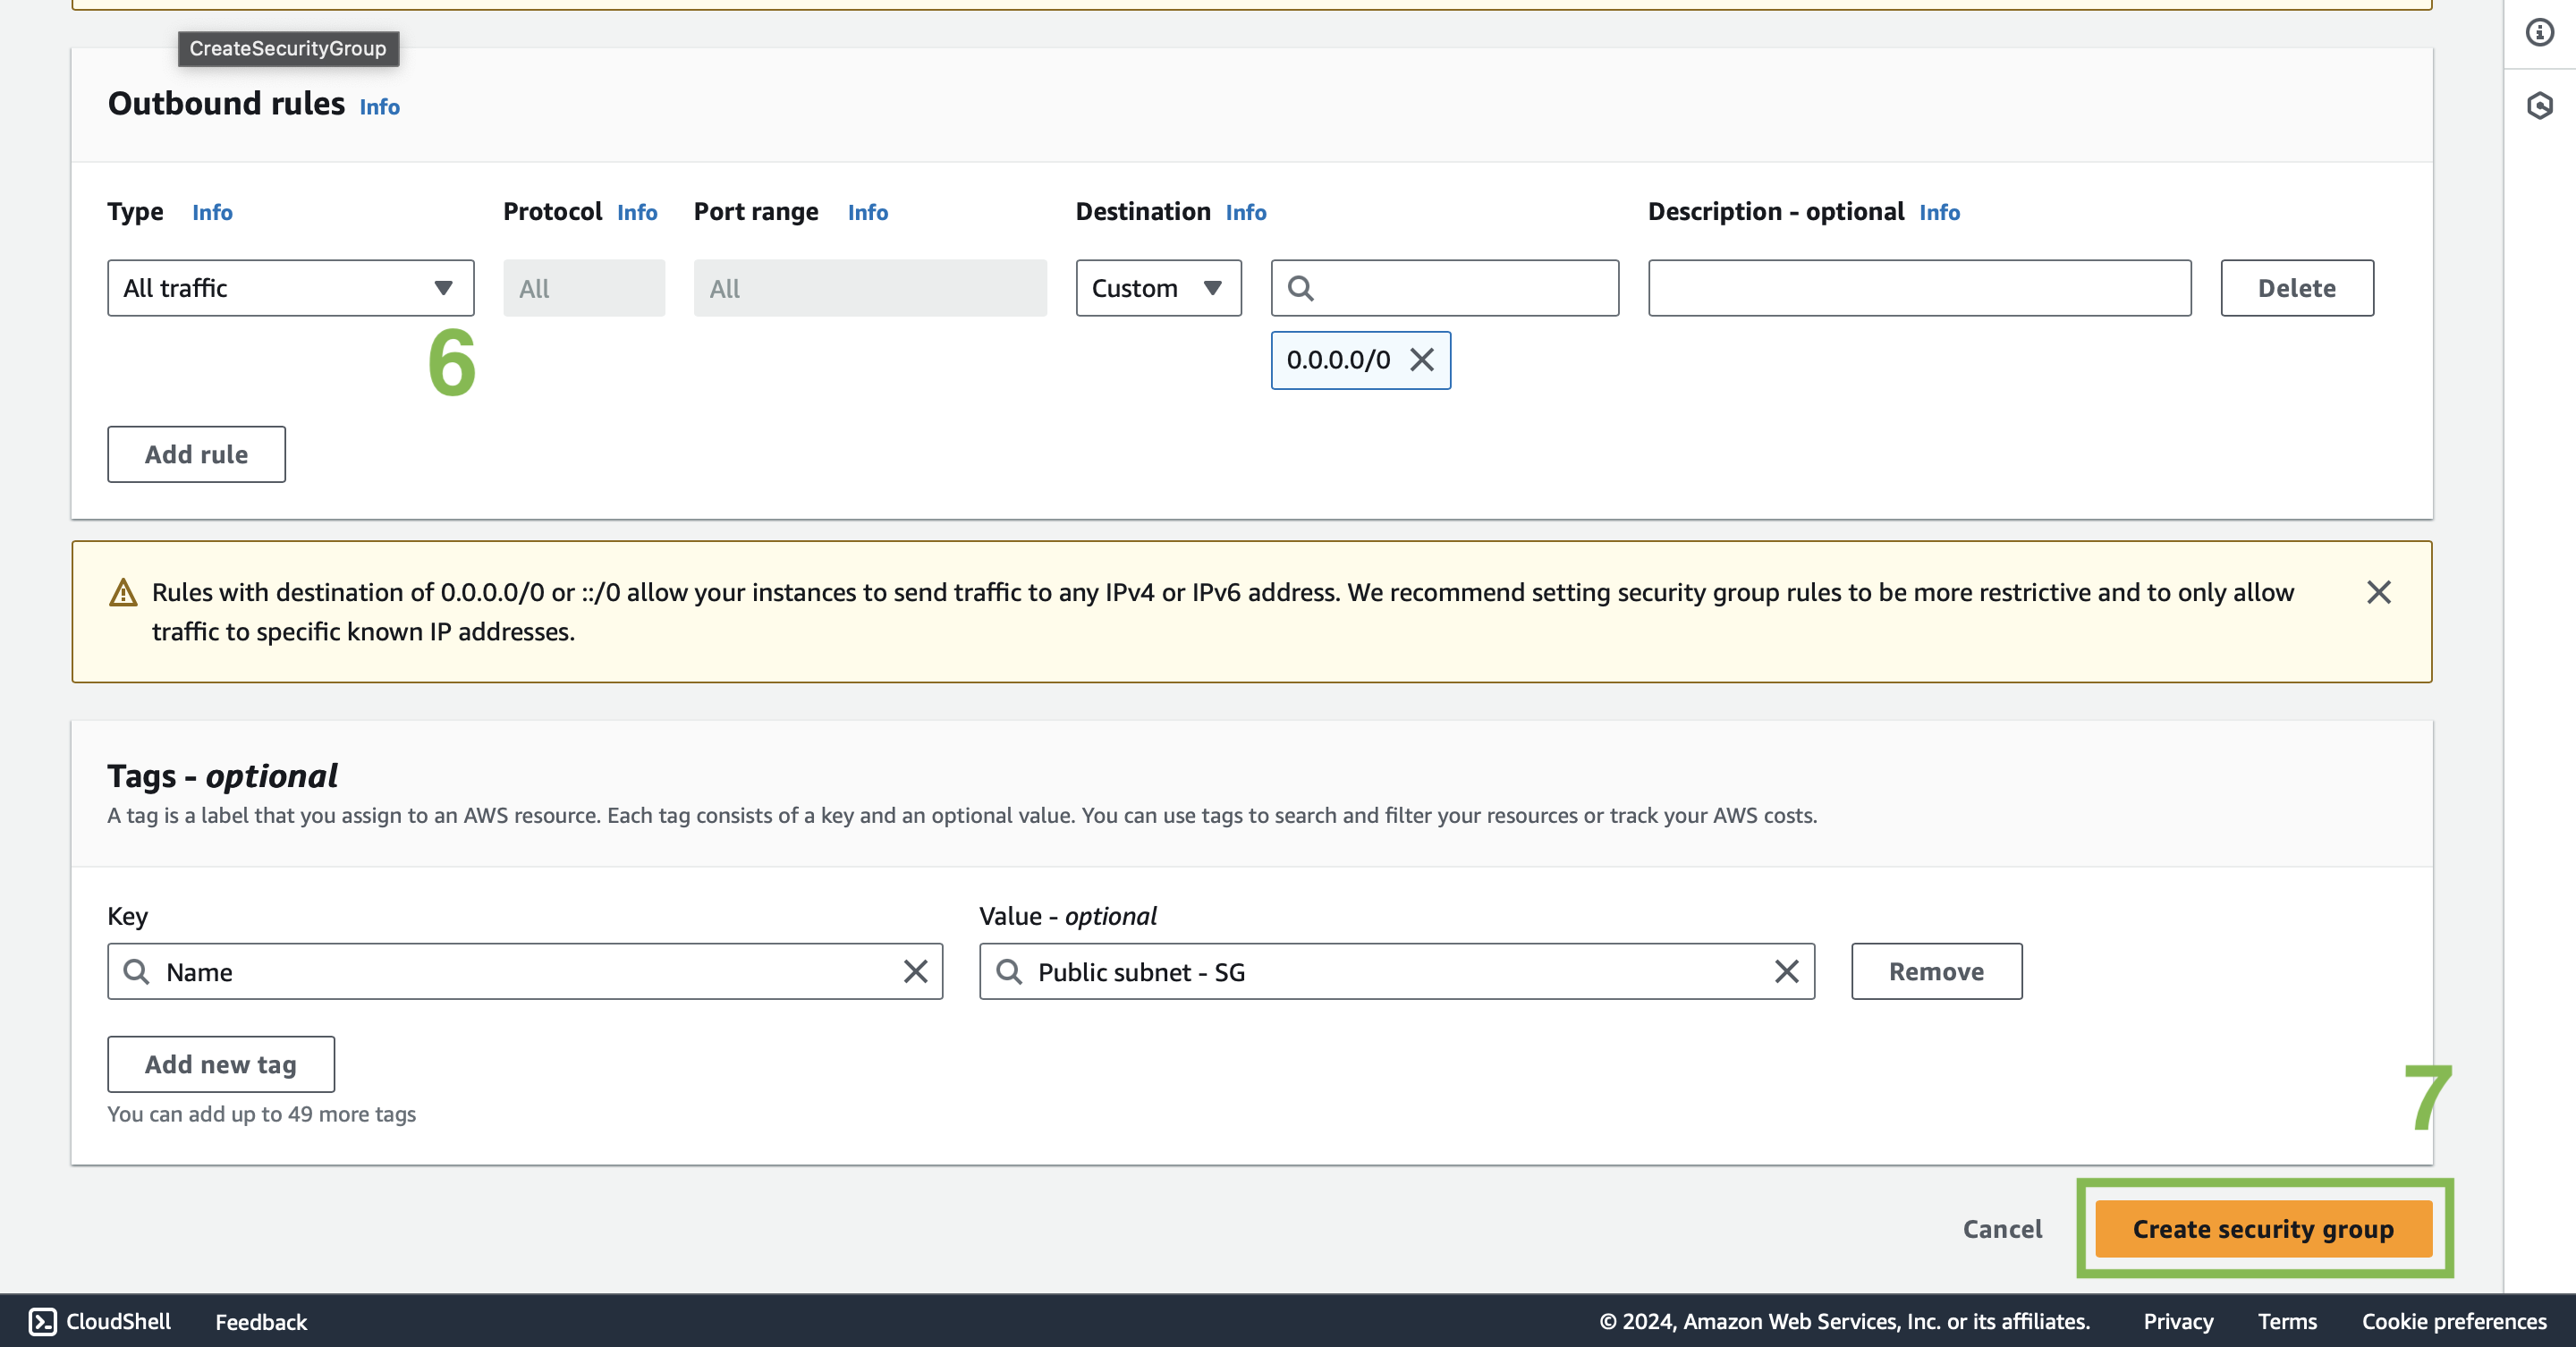 CreateSecurityGroup
Outbound rules Info
Type Info Protocol Info Port range Info Destination Info Description - optional Info
All traffic All All Custom Delete
0.0.0.0/0
6
Add rule
Rules with destination of 0.0.0.0/0 or ::/0 allow your instances to send traffic to any IPv4 or IPv6 address. We recommend setting security group rules to be more restrictive and to only allow
traffic to specific known IP addresses.
Tags - optional
A tag is a label that you assign to an AWS resource. Each tag consists of a key and an optional value. You can use tags to search and filter your resources or track your AWS costs.
Key Value - optional
Name Public subnet - SG Remove
Add new tag
You can add up to 49 more tags
7
Cancel Create security group
CloudShell Feedback © 2024, Amazon Web Services, Inc. or its affiliates. Privacy Terms Cookie preferences